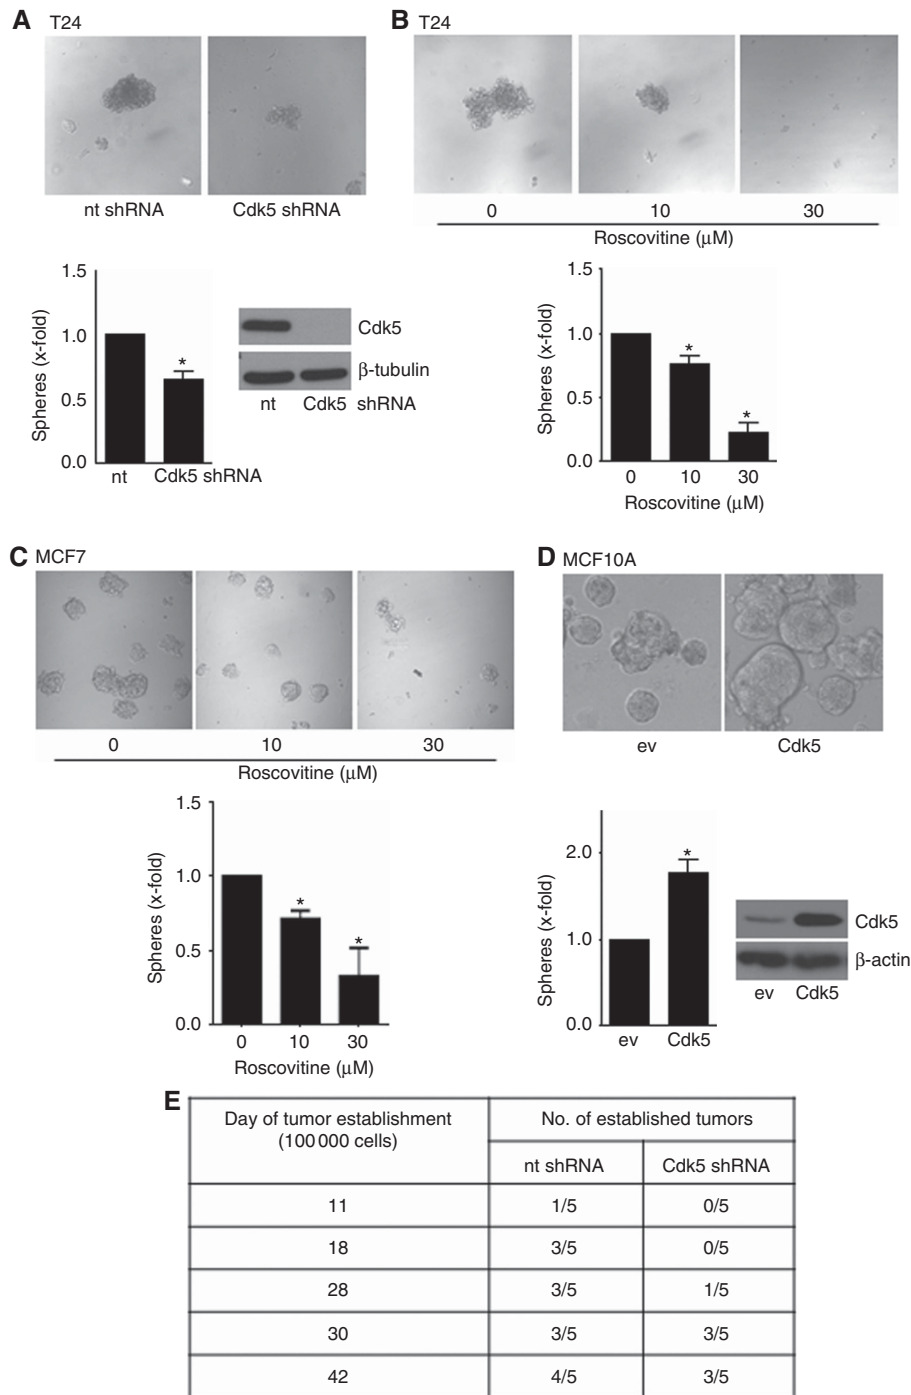 A T24
nt shRNA Cdk5 shRNA
1.5
1.0
0.5
0.0
Spheres (x-fold)
*
nt Cdk5 shRNA
Cdk5
β-tubulin
nt Cdk5 shRNA
B T24
0 10 30
Roscovitine (μM)
1.5
1.0
0.5
0.0
Spheres (x-fold)
*
*
0 10 30
Roscovitine (μM)
C MCF7
0 10 30
Roscovitine (μM)
1.5
1.0
0.5
0.0
Spheres (x-fold)
*
*
0 10 30
Roscovitine (μM)
D MCF10A
ev Cdk5
2.0
1.0
0.0
Spheres (x-fold)
*
ev Cdk5
Cdk5
β-actin
ev Cdk5
E
Day of tumor establishment
(100 000 cells)
No. of established tumors
nt shRNA Cdk5 shRNA
11 1/5 0/5
18 3/5 0/5
28 3/5 1/5
30 3/5 3/5
42 4/5 3/5